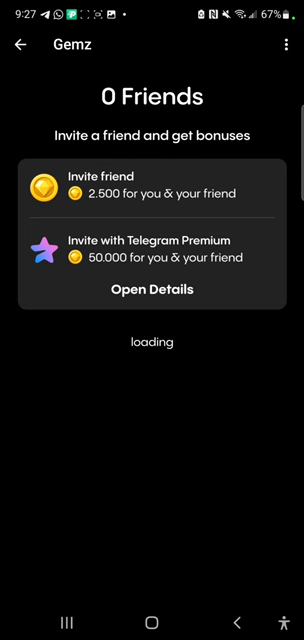 9:27
67%
Gemz
0 Friends
Invite a friend and get bonuses
Invite friend
2.500 for you & your friend
Invite with Telegram Premium
50.000 for you & your friend
Open Details
loading